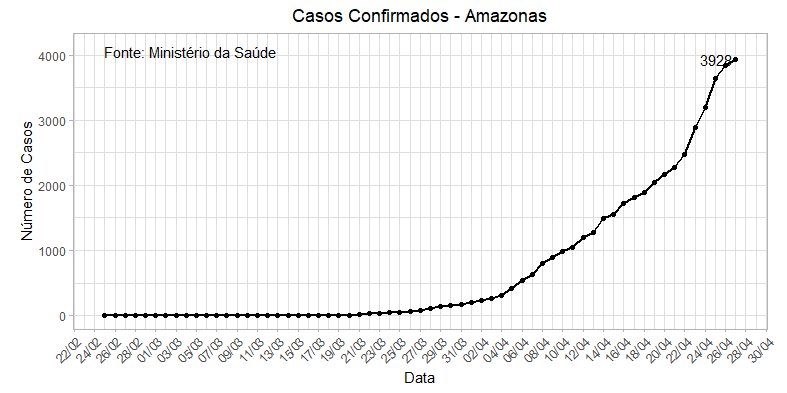 Casos Confirmados - Amazonas
Fonte: Ministério da Saúde
3928
4000
3000
2000
1000
0
Número de Casos
22/02 24/02 26/02 28/02 01/03 03/03 05/03 07/03 09/03 11/03 13/03 15/03 17/03 19/03 21/03 23/03 25/03 27/03 29/03 31/03 02/04 04/04 06/04 08/04 10/04 12/04 14/04 16/04 18/04 20/04 22/04 24/04 26/04 28/04 30/04
Data